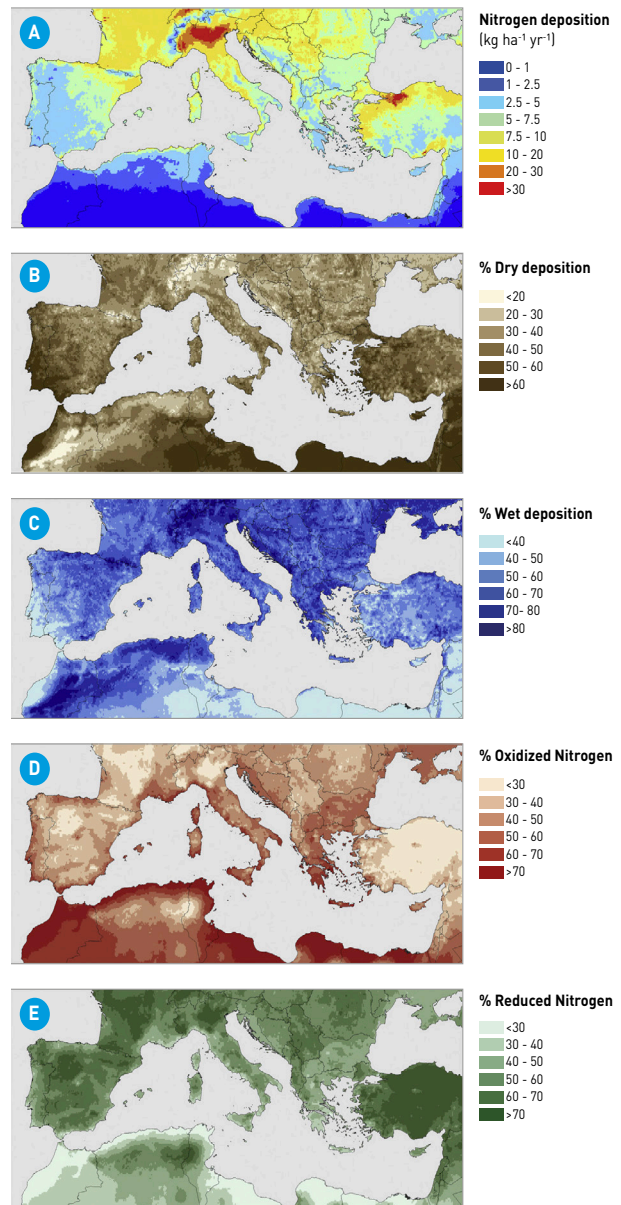 A
Nitrogen deposition
(kg ha⁻¹ yr⁻¹)
0 - 1
1 - 2.5
2.5 - 5
5 - 7.5
7.5 - 10
10 - 20
20 - 30
>30
B
% Dry deposition
<20
20 - 30
30 - 40
40 - 50
50 - 60
>60
C
% Wet deposition
<40
40 - 50
50 - 60
60 - 70
70- 80
>80
D
% Oxidized Nitrogen
<30
30 - 40
40 - 50
50 - 60
60 - 70
>70
E
% Reduced Nitrogen
<30
30 - 40
40 - 50
50 - 60
60 - 70
>70